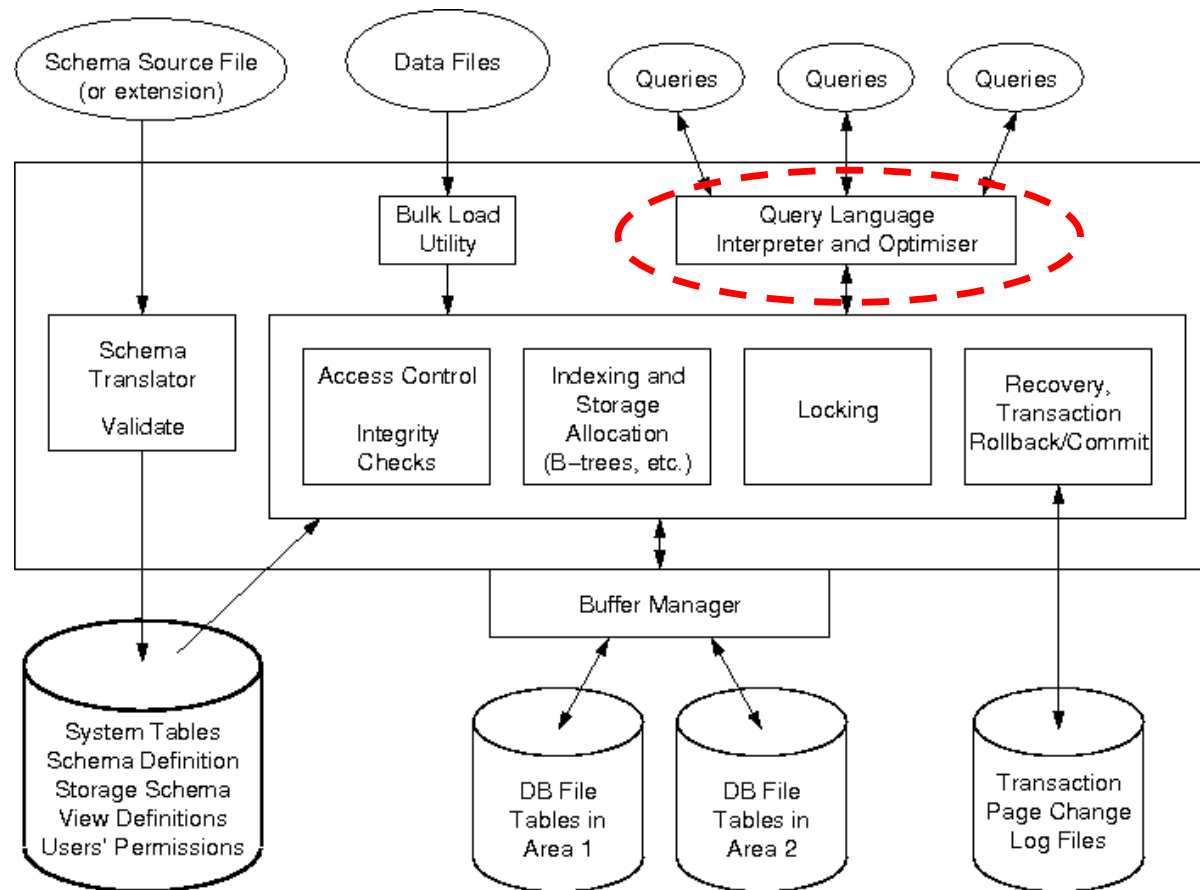 Schema Source File
(or extension)
Data Files
Queries
Queries
Queries
Bulk Load
Utility
Query Language
Interpreter and Optimiser
Schema
Translator
Validate
Access Control
Integrity
Checks
Indexing and
Storage
Allocation
(B-trees, etc.)
Locking
Recovery,
Transaction
Rollback/Commit
Buffer Manager
System Tables
Schema Definition
Storage Schema
View Definitions
Users' Permissions
DB File
Tables in
Area 1
DB File
Tables in
Area 2
Transaction
Page Change
Log Files